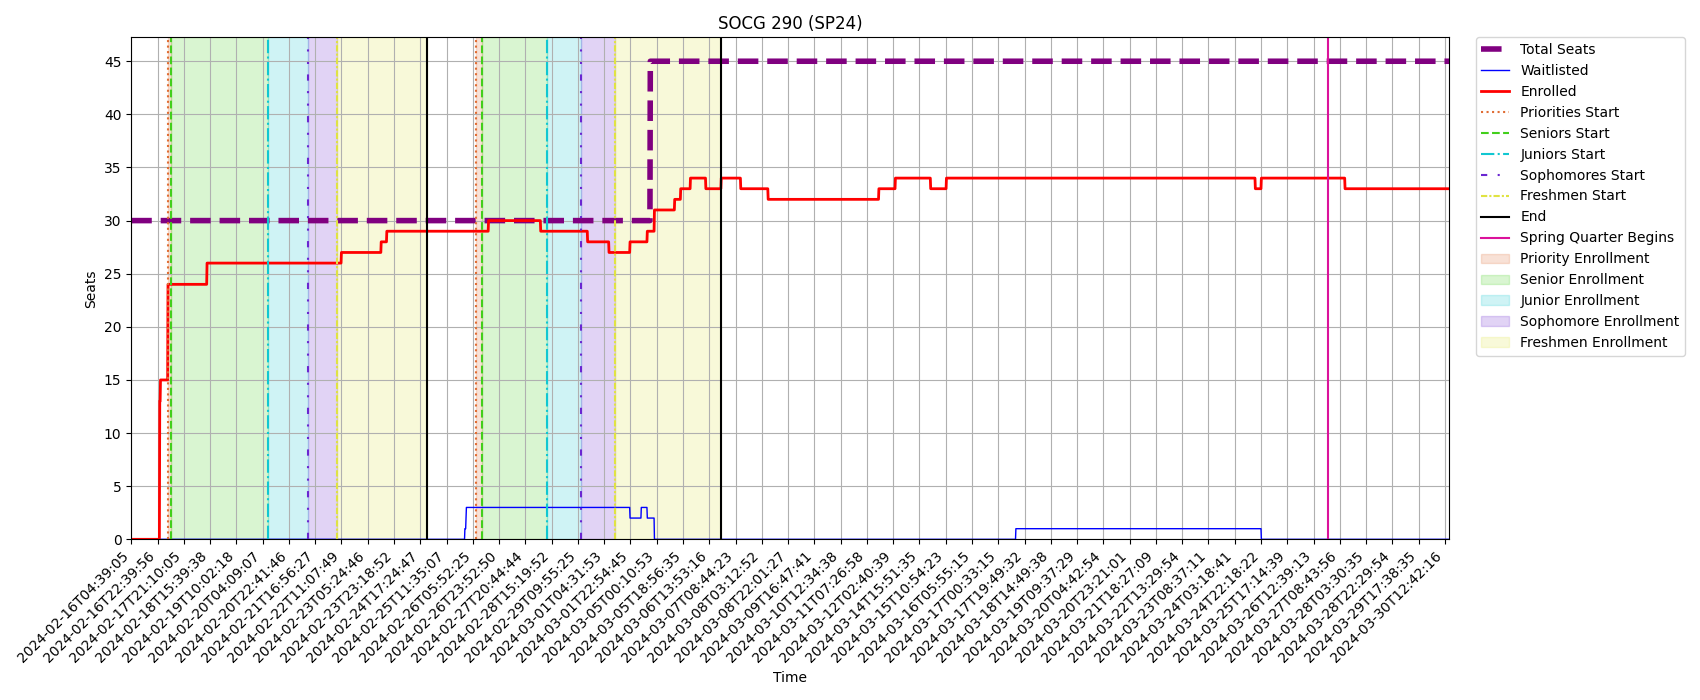 SOCG 290 (SP24)
Seats
45
40
35
30
25
20
15
10
5
0
2024-02-16T04:39:05
2024-02-16T22:39:56
2024-02-17T21:10:05
2024-02-18T15:39:38
2024-02-19T10:02:18
2024-02-20T04:09:07
2024-02-20T22:41:46
2024-02-21T16:56:27
2024-02-22T11:07:49
2024-02-23T05:24:46
2024-02-23T23:18:52
2024-02-24T17:24:47
2024-02-25T11:35:07
2024-02-26T05:52:25
2024-02-26T23:52:50
2024-02-27T20:44:44
2024-02-28T15:19:52
2024-02-29T09:55:25
2024-03-01T04:31:53
2024-03-01T22:54:45
2024-03-05T00:10:53
2024-03-05T18:56:35
2024-03-06T13:53:16
2024-03-07T08:44:23
2024-03-08T03:12:52
2024-03-08T22:01:27
2024-03-09T16:47:41
2024-03-10T12:34:38
2024-03-11T07:26:58
2024-03-12T02:40:39
2024-03-14T15:51:35
2024-03-15T10:54:23
2024-03-16T05:55:15
2024-03-17T00:33:15
2024-03-17T19:49:32
2024-03-18T14:49:38
2024-03-19T09:37:29
2024-03-20T04:42:54
2024-03-20T23:21:01
2024-03-21T18:27:09
2024-03-22T13:29:54
2024-03-23T08:37:11
2024-03-24T03:18:41
2024-03-24T22:18:22
2024-03-25T17:14:39
2024-03-26T12:39:13
2024-03-27T08:43:56
2024-03-28T03:30:35
2024-03-28T22:29:54
2024-03-29T17:38:35
2024-03-30T12:42:16
Time
Total Seats
Waitlisted
Enrolled
Priorities Start
Seniors Start
Juniors Start
Sophomores Start
Freshmen Start
End
Spring Quarter Begins
Priority Enrollment
Senior Enrollment
Junior Enrollment
Sophomore Enrollment
Freshmen Enrollment